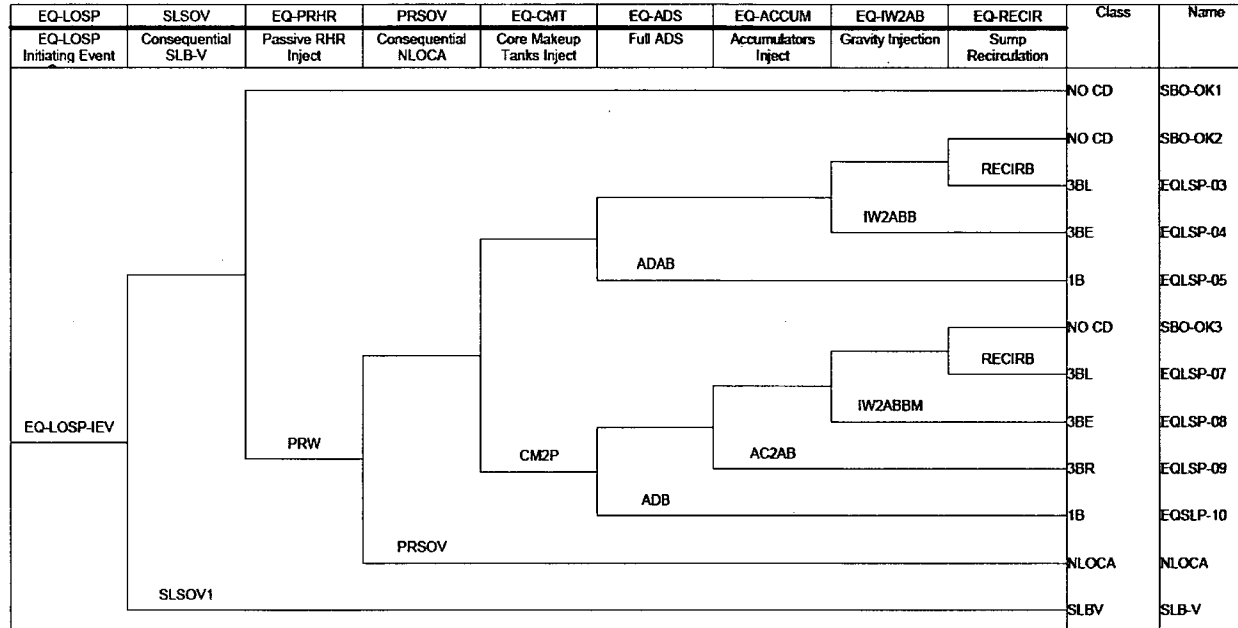 EQ-LOSP SLSOV EQ-PRHR PRSOV EQ-CMT EQ-ADS EQ-ACCUM EQ-IW2AB EQ-RECIR Class Name
EQ-LOSP Consequential Passive RHR Consequential Core Makeup Full ADS Accumulators Gravity Injection Sump
Initiating Event SLB-V Inject NLOCA Tanks Inject Inject Recirculation
NO CD SBO-OK1
NO CD SBO-OK2
RECIRB
3BL EQLSP-03
IW2ABB
3BE EQLSP-04
ADAB
1B EQLSP-05
NO CD SBO-OK3
RECIRB
3BL EQLSP-07
IW2ABBM
3BE EQLSP-08
EQ-LOSP-IEV PRW CM2P AC2AB
3BR EQLSP-09
ADB
1B EQSLP-10
PRSOV
NLOCA NLOCA
SLSOV1
SLBV SLB-V